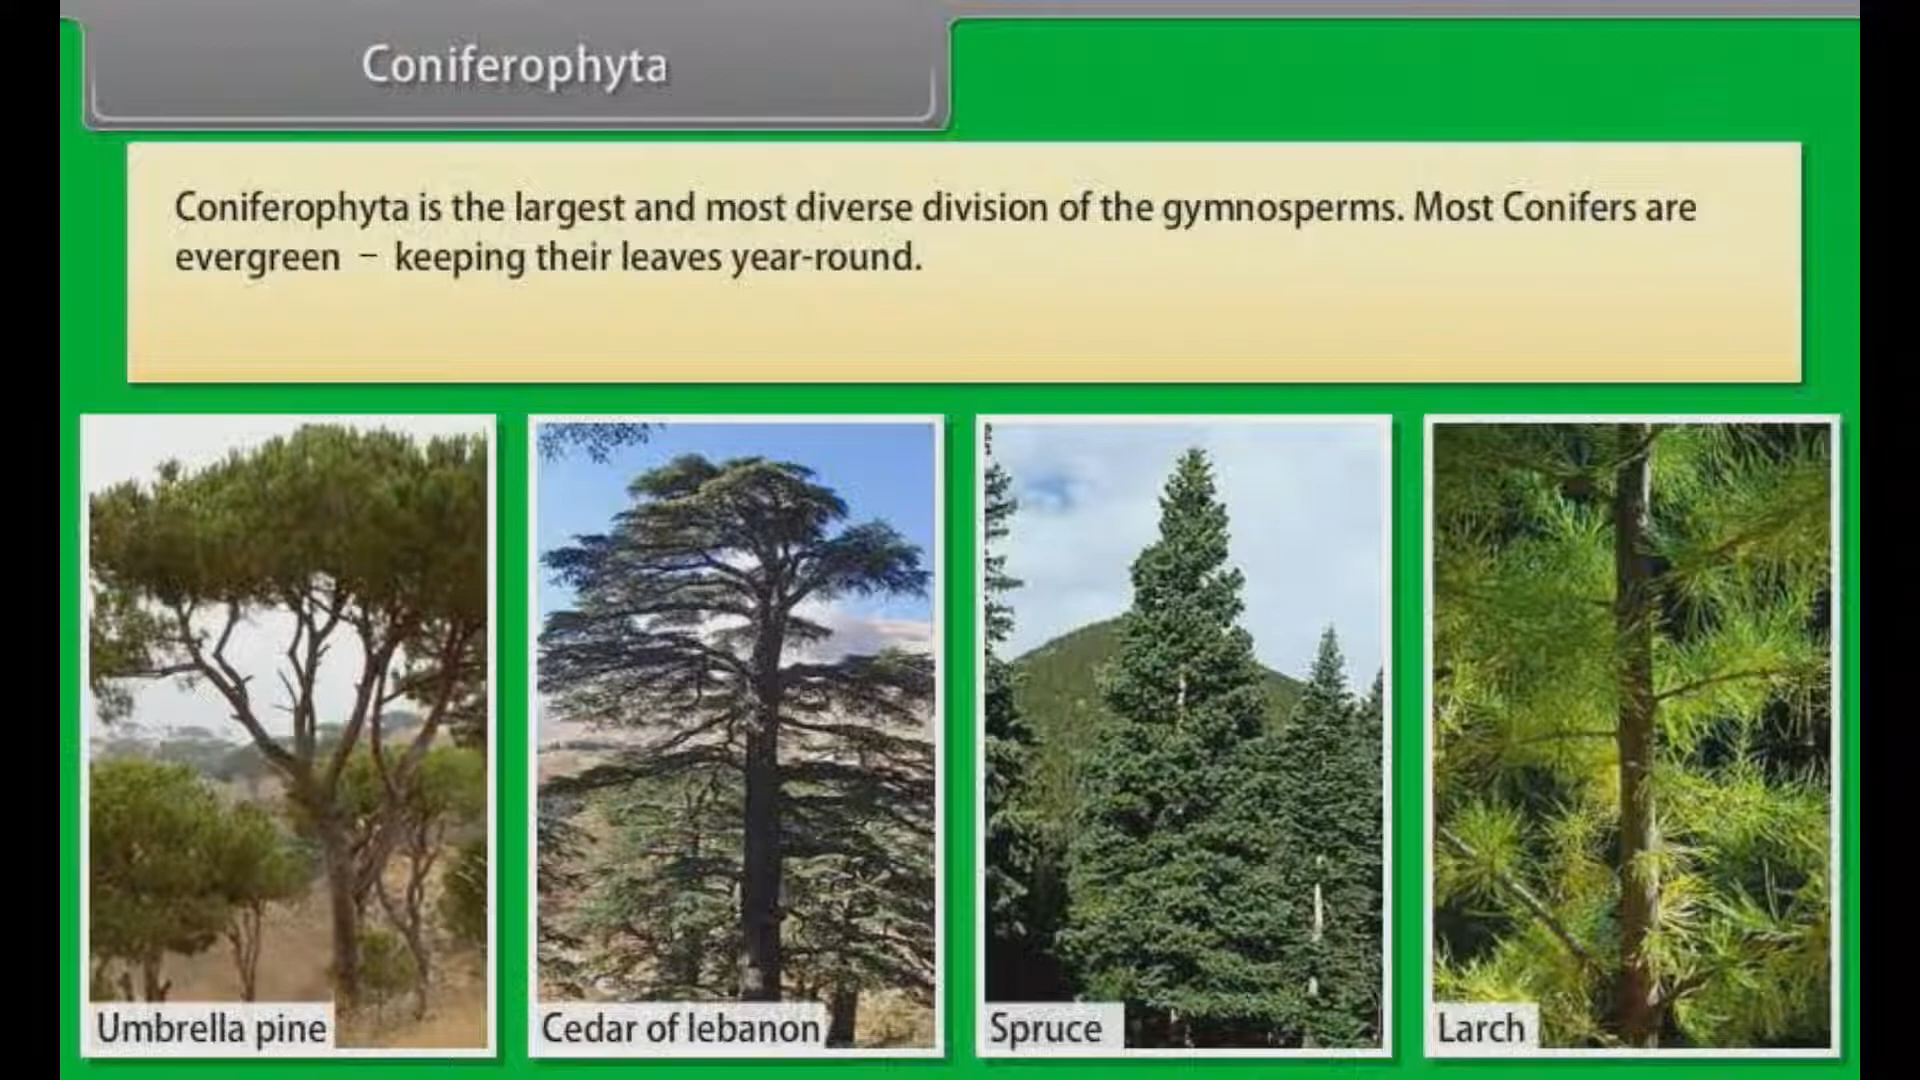 Coniferophyta
Coniferophyta is the largest and most diverse division of the gymnosperms. Most Conifers are
evergreen – keeping their leaves year-round.
Umbrella pine
Cedar of lebanon
Spruce
Larch